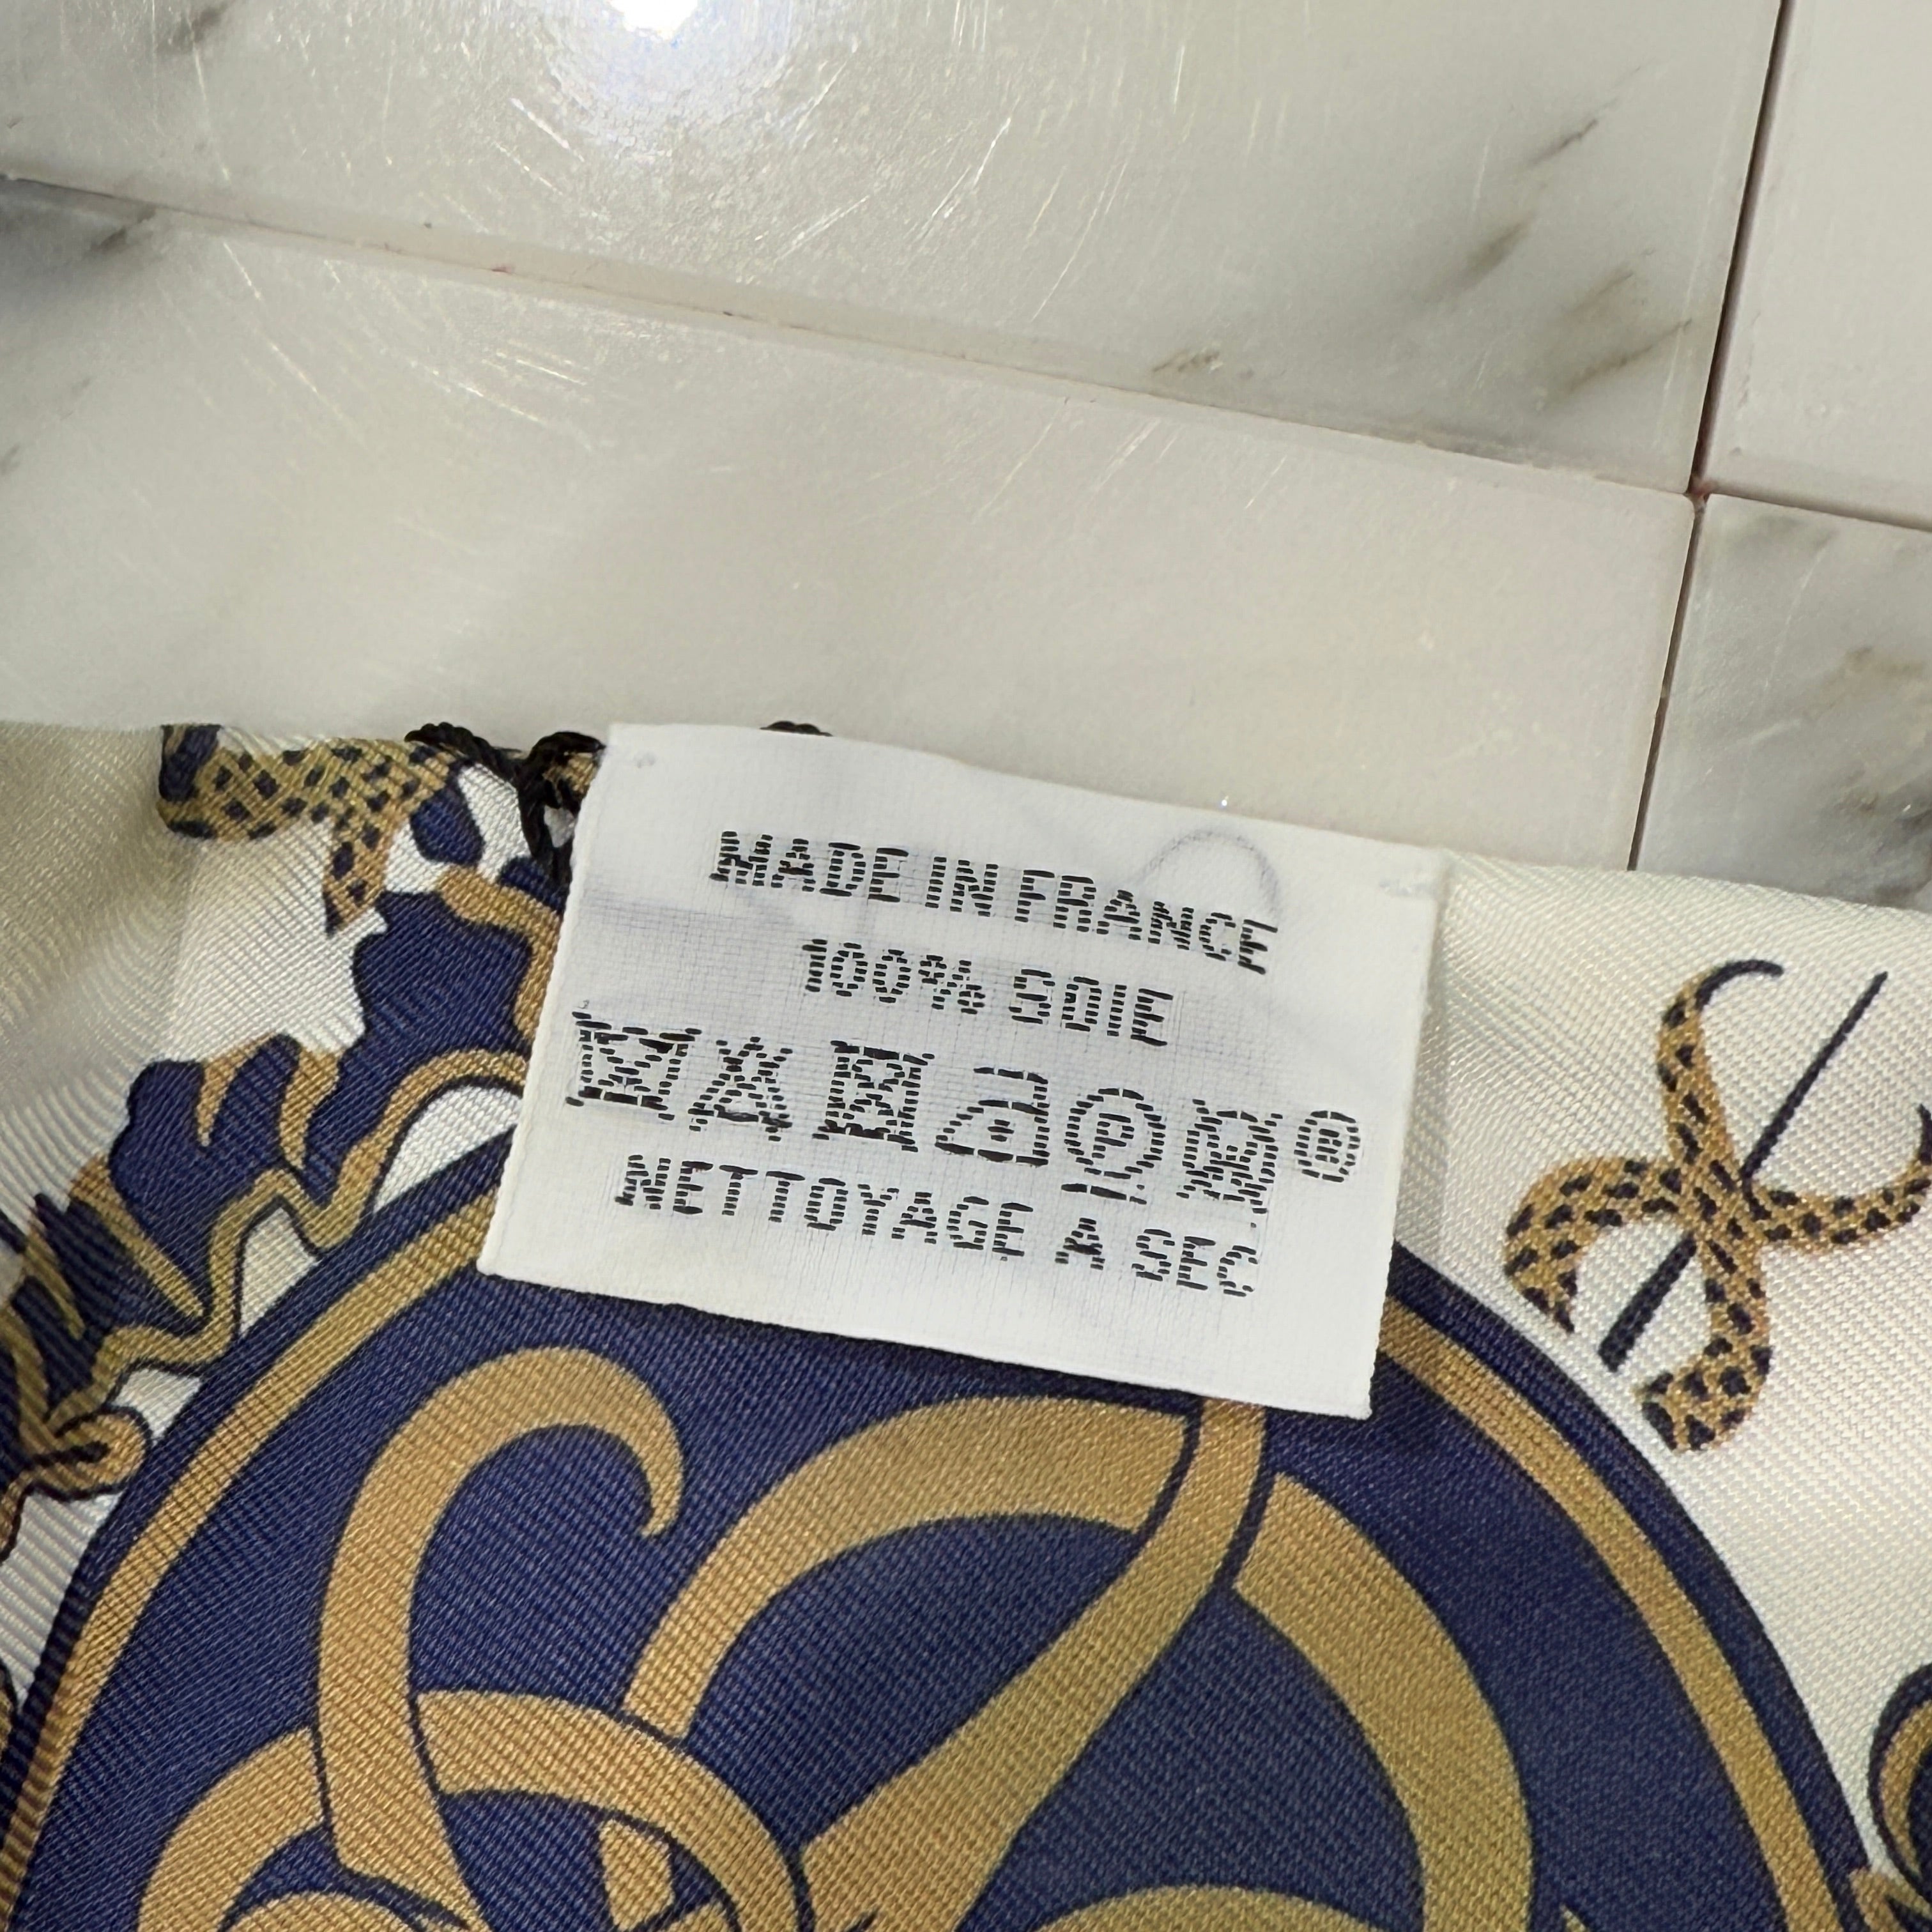 MADE IN FRANCE
100% SOIE
P ®
NETTOYAGE A SEC